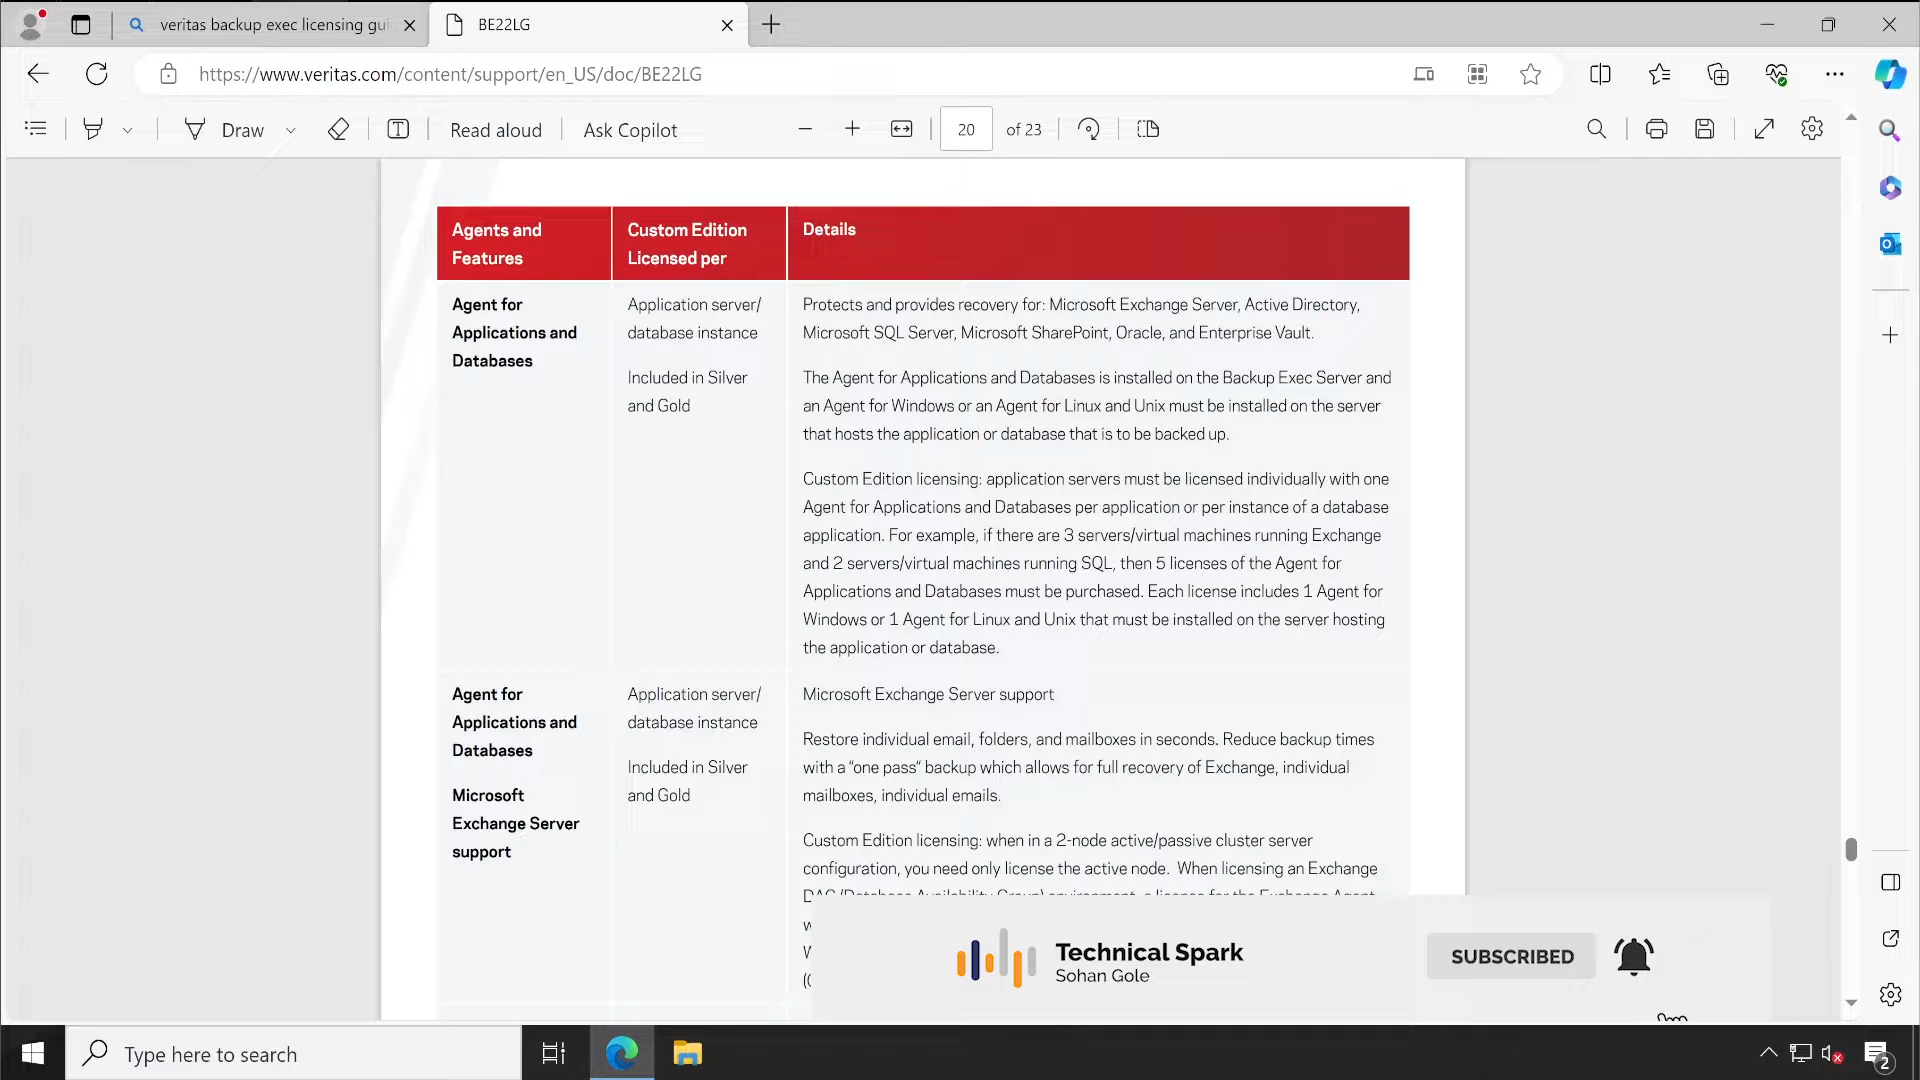 veritas backup exec licensing gui
BE22LG
https://www.veritas.com/content/support/en_US/doc/BE22LG
Draw
Read aloud
Ask Copilot
20
of 23
Agents and
Features
Custom Edition
Licensed per
Details
Agent for
Applications and
Databases
Application server/
database instance
Included in Silver
and Gold
Protects and provides recovery for: Microsoft Exchange Server, Active Directory,
Microsoft SQL Server, Microsoft SharePoint, Oracle, and Enterprise Vault.
The Agent for Applications and Databases is installed on the Backup Exec Server and
an Agent for Windows or an Agent for Linux and Unix must be installed on the server
that hosts the application or database that is to be backed up.
Custom Edition licensing: application servers must be licensed individually with one
Agent for Applications and Databases per application or per instance of a database
application. For example, if there are 3 servers/virtual machines running Exchange
and 2 servers/virtual machines running SQL, then 5 licenses of the Agent for
Applications and Databases must be purchased. Each license includes 1 Agent for
Windows or 1 Agent for Linux and Unix that must be installed on the server hosting
the application or database.
Agent for
Applications and
Databases
Microsoft
Exchange Server
support
Application server/
database instance
Included in Silver
and Gold
Microsoft Exchange Server support
Restore individual email, folders, and mailboxes in seconds. Reduce backup times
with a “one pass“ backup which allows for full recovery of Exchange, individual
mailboxes, individual emails.
Custom Edition licensing: when in a 2-node active/passive cluster server
configuration, you need only license the active node. When licensing an Exchange
DAG (Database Availability Group) environment, a license for the Exchange Agent
Technical Spark
Sohan Gole
SUBSCRIBED
Type here to search
2